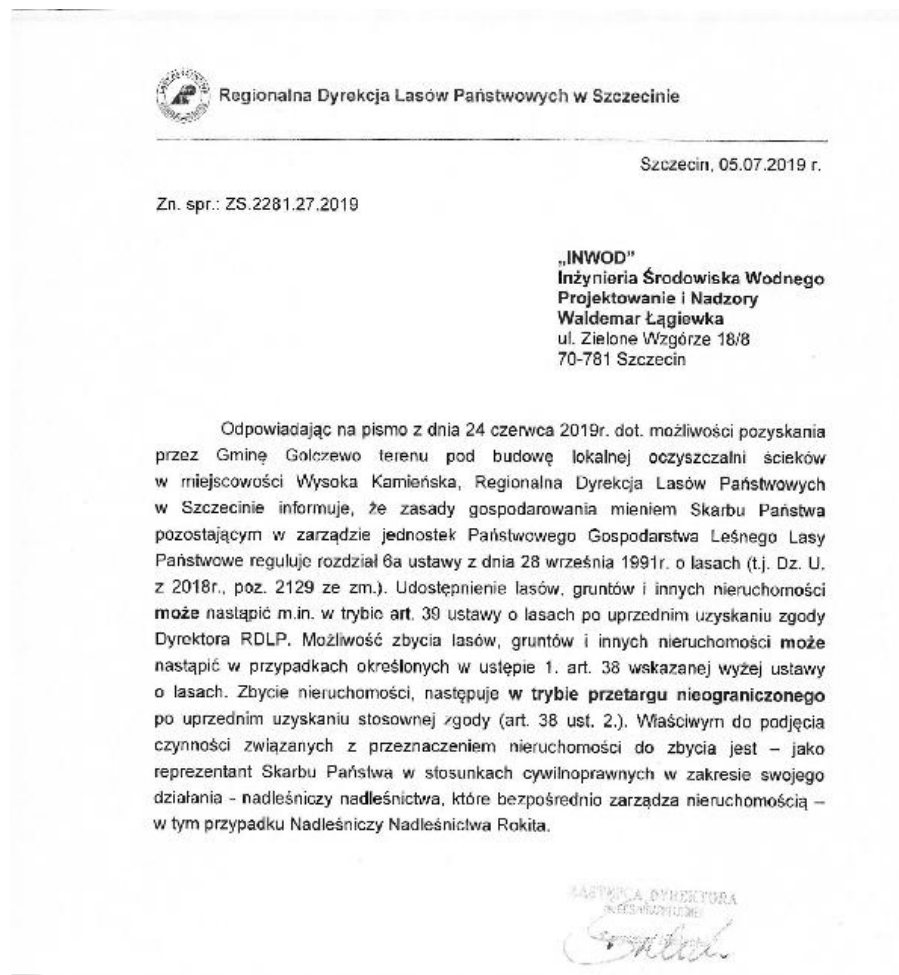 Regionalna Dyrekcja Lasów Państwowych w Szczecinie
Szczecin, 05.07.2019 r.
Zn. spr.: ZS.2281.27.2019
„INWOD”
Inżynieria Środowiska Wodnego
Projektowanie i Nadzory
Waldemar Łągiewka
ul. Zielone Wzgórze 18/8
70-781 Szczecin
Odpowiadając na pismo z dnia 24 czerwca 2019r. dot. możliwości pozyskania
przez Gminę Golczewo terenu pod budowę lokalnej oczyszczalni ścieków
w miejscowości Wysoka Kamieńska, Regionalna Dyrekcja Lasów Państwowych
w Szczecinie informuje, że zasady gospodarowania mieniem Skarbu Państwa
pozostającym w zarządzie jednostek Państwowego Gospodarstwa Leśnego Lasy
Państwowe reguluje rozdział 6a ustawy z dnia 28 września 1991r. o lasach (t.j. Dz. U.
z 2018r., poz. 2129 ze zm.). Udostępnienie lasów, gruntów i innych nieruchomości
może nastąpić m.in. w trybie art. 39 ustawy o lasach po uprzednim uzyskaniu zgody
Dyrektora RDLP. Możliwość zbycia lasów, gruntów i innych nieruchomości może
nastąpić w przypadkach określonych w ustępie 1. art. 38 wskazanej wyżej ustawy
o lasach. Zbycie nieruchomości, następuje w trybie przetargu nieograniczonego
po uprzednim uzyskaniu stosownej zgody (art. 38 ust. 2.). Właściwym do podjęcia
czynności związanych z przeznaczeniem nieruchomości do zbycia jest – jako
reprezentant Skarbu Państwa w stosunkach cywilnoprawnych w zakresie swojego
działania - nadleśniczy nadleśnictwa, które bezpośrednio zarządza nieruchomością –
w tym przypadku Nadleśniczy Nadleśnictwa Rokita.
ZASTĘPCA DYREKTORA